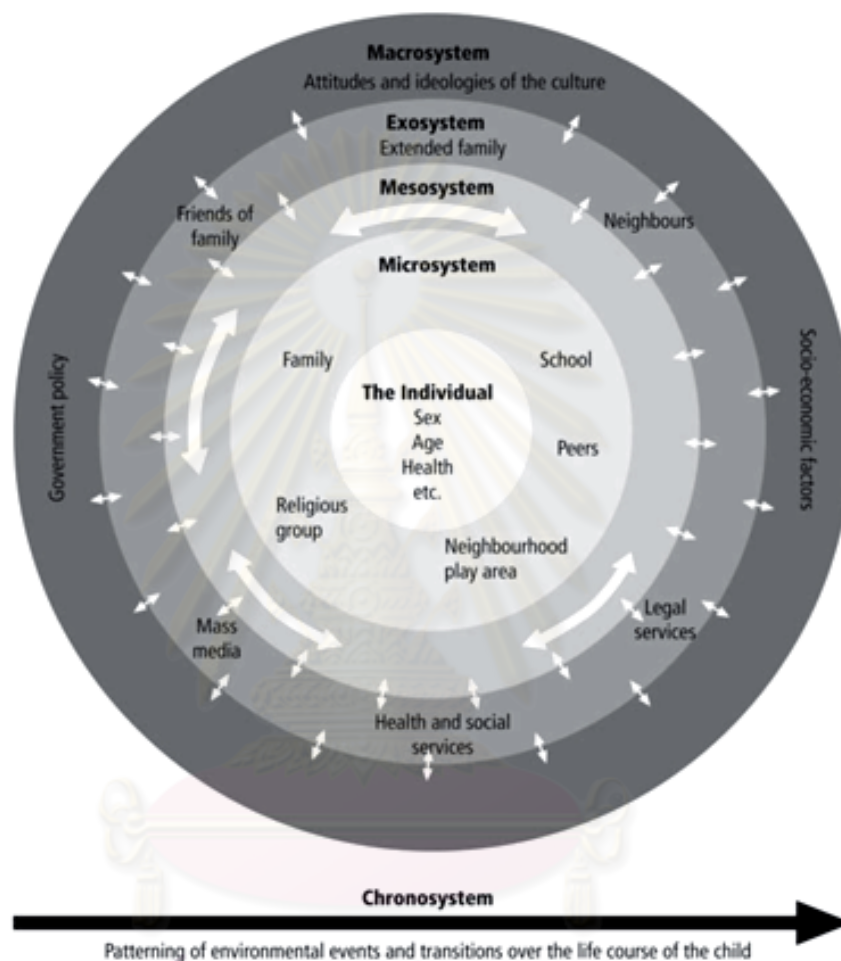 Macrosystem
Attitudes and ideologies of the culture
Exosystem
Extended family
Mesosystem
Friends of
family
Neighbours
Microsystem
Family
School
The Individual
Sex
Age
Health
etc.
Peers
Government policy
Socio-economic factors
Religious
group
Neighbourhood
play area
Mass
media
Legal
services
Health and social
services
Chronosystem
Patterning of environmental events and transitions over the life course of the child